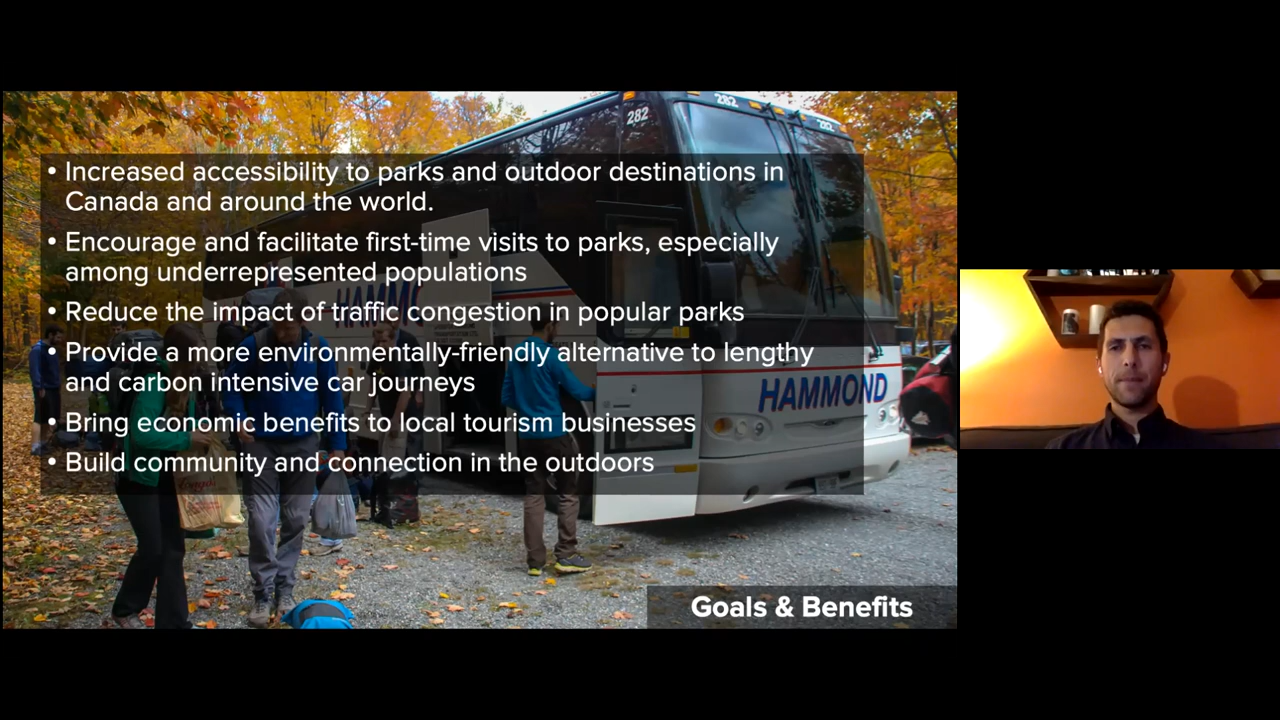 282
282
282
• Increased accessibility to parks and outdoor destinations in
Canada and around the world.
• Encourage and facilitate first-time visits to parks, especially
among underrepresented populations
• Reduce the impact of traffic congestion in popular parks
• Provide a more environmentally-friendly alternative to lengthy
and carbon intensive car journeys
• Bring economic benefits to local tourism businesses
• Build community and connection in the outdoors
HAMMOND
Goals & Benefits